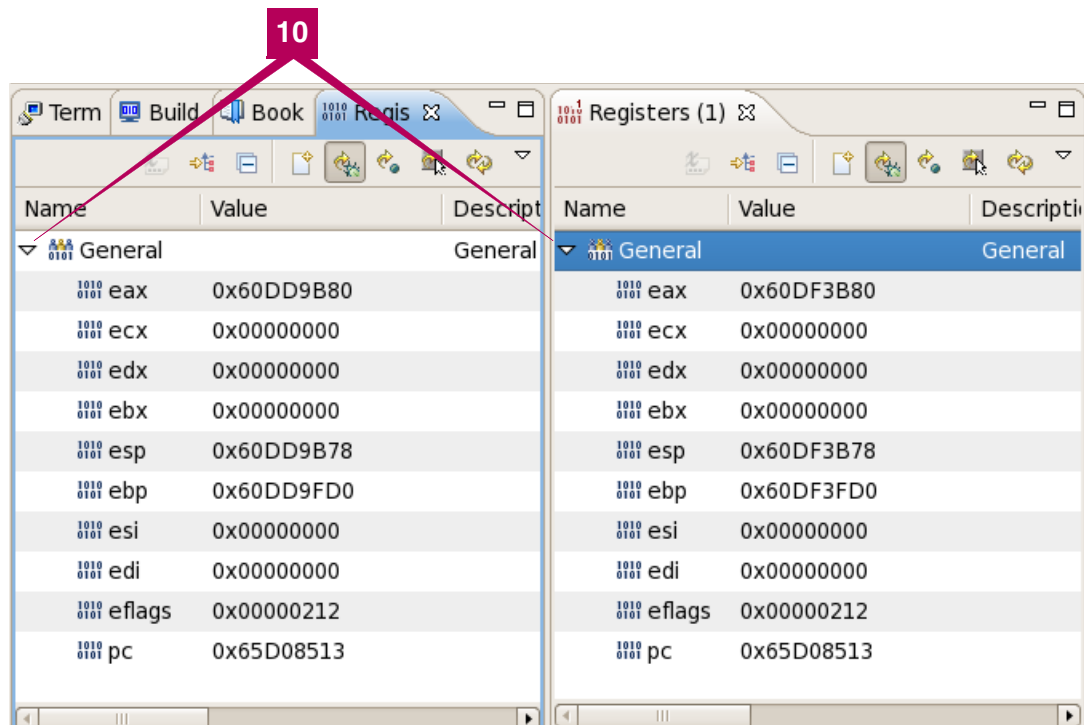 10
Term Build Book Regis
Registers (1)
Name Value Descript
General General
eax 0x60DD9B80
ecx 0x00000000
edx 0x00000000
ebx 0x00000000
esp 0x60DD9B78
ebp 0x60DD9FD0
esi 0x00000000
edi 0x00000000
eflags 0x00000212
pc 0x65D08513
Name Value Descripti
General General
eax 0x60DF3B80
ecx 0x00000000
edx 0x00000000
ebx 0x00000000
esp 0x60DF3B78
ebp 0x60DF3FD0
esi 0x00000000
edi 0x00000000
eflags 0x00000212
pc 0x65D08513